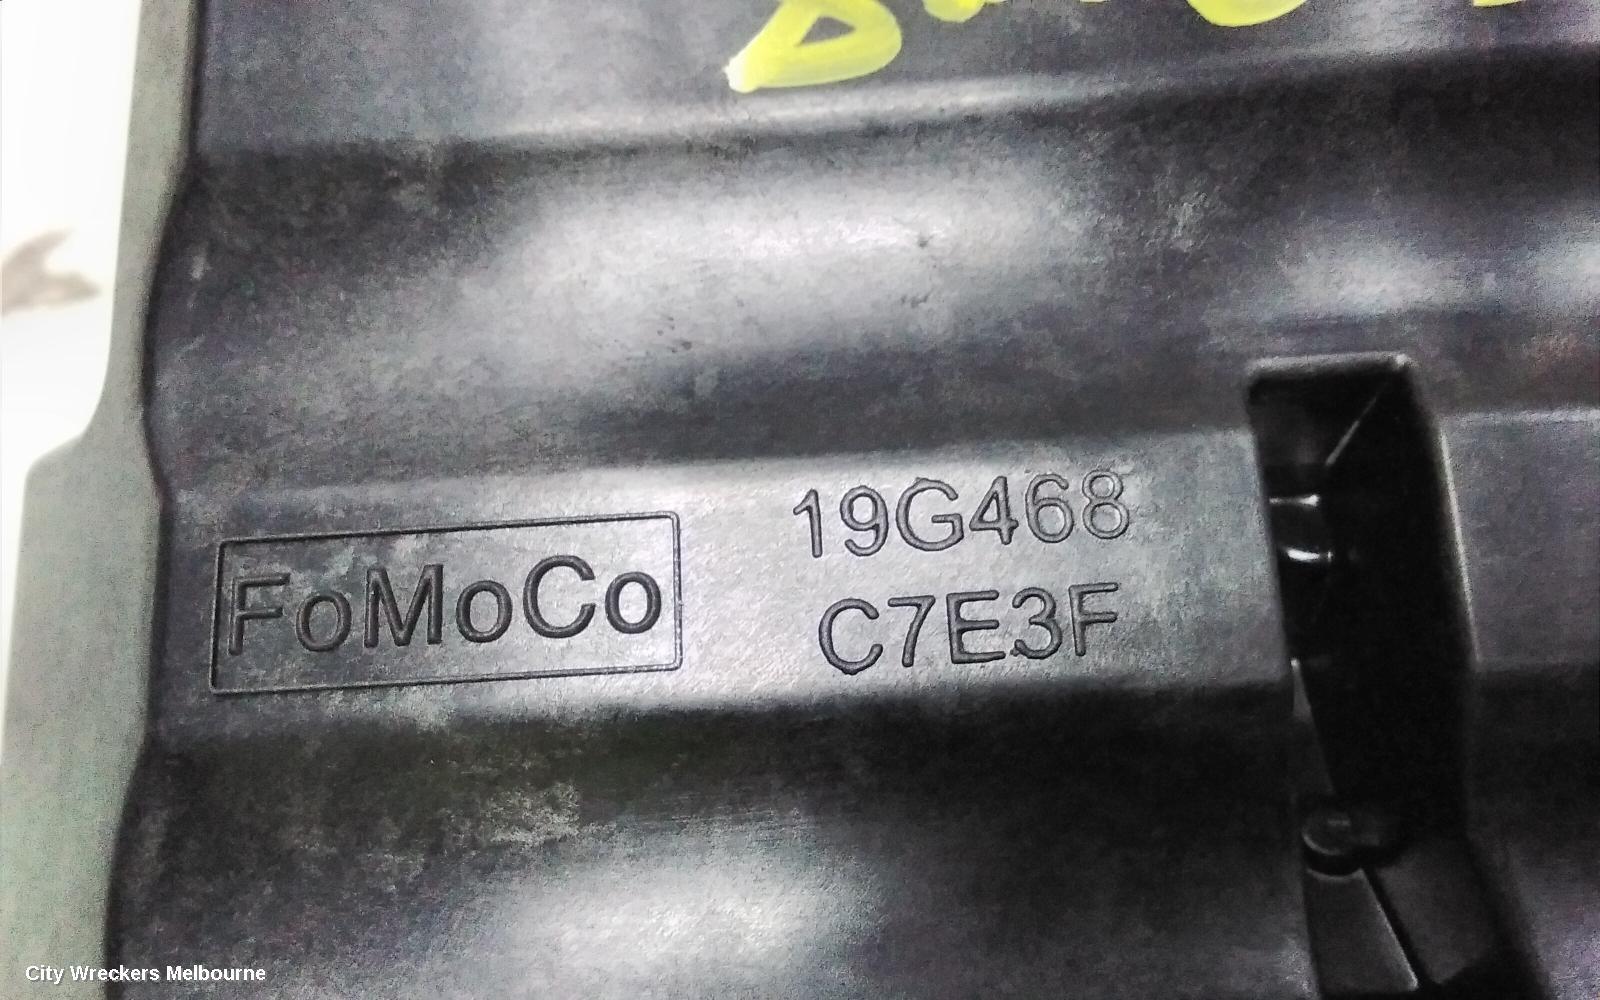 FoMoCo
19G468
C7E3F
City Wreckers Melbourne